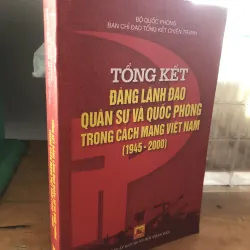 BỘ QUỐC PHÒNG
BAN CHỈ ĐẠO TỔNG KẾT CHIẾN TRANH
TỔNG KẾT
ĐẢNG LÃNH ĐẠO
QUÂN SỰ VÀ QUỐC PHÒNG
TRONG CÁCH MẠNG VIỆT NAM
(1945 - 2000)